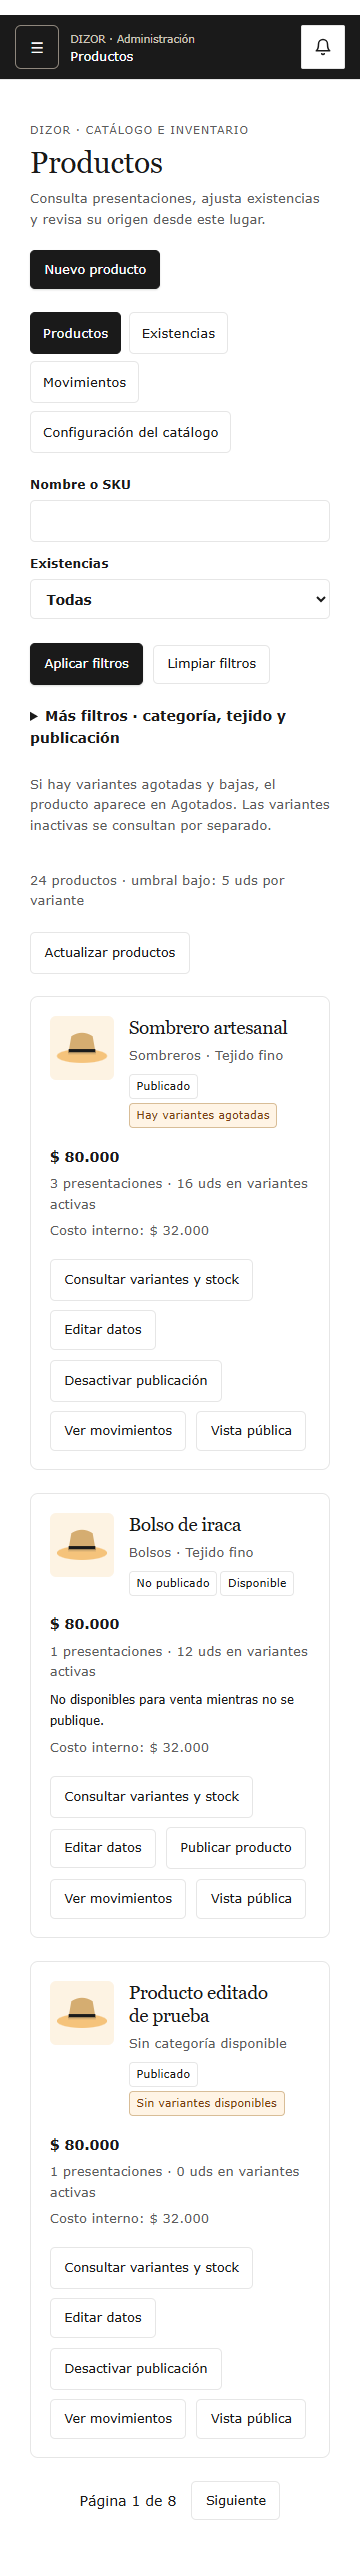 ☰
DIZOR · Administración
Productos
DIZOR · CATÁLOGO E INVENTARIO
Productos
Consulta presentaciones, ajusta existencias
y revisa su origen desde este lugar.
Nuevo producto
Productos
Existencias
Movimientos
Configuración del catálogo
Nombre o SKU
Existencias
Todas
Aplicar filtros
Limpiar filtros
▶ Más filtros · categoría, tejido y
publicación
Si hay variantes agotadas y bajas, el
producto aparece en Agotados. Las variantes
inactivas se consultan por separado.
24 productos · umbral bajo: 5 uds por
variante
Actualizar productos
Sombrero artesanal
Sombreros · Tejido fino
Publicado
Hay variantes agotadas
$ 80.000
3 presentaciones · 16 uds en variantes
activas
Costo interno: $ 32.000
Consultar variantes y stock
Editar datos
Desactivar publicación
Ver movimientos
Vista pública
Bolso de iraca
Bolsos · Tejido fino
No publicado
Disponible
$ 80.000
1 presentaciones · 12 uds en variantes
activas
No disponibles para venta mientras no se
publique.
Costo interno: $ 32.000
Consultar variantes y stock
Editar datos
Publicar producto
Ver movimientos
Vista pública
Producto editado
de prueba
Sin categoría disponible
Publicado
Sin variantes disponibles
$ 80.000
1 presentaciones · 0 uds en variantes
activas
Costo interno: $ 32.000
Consultar variantes y stock
Editar datos
Desactivar publicación
Ver movimientos
Vista pública
Página 1 de 8
Siguiente